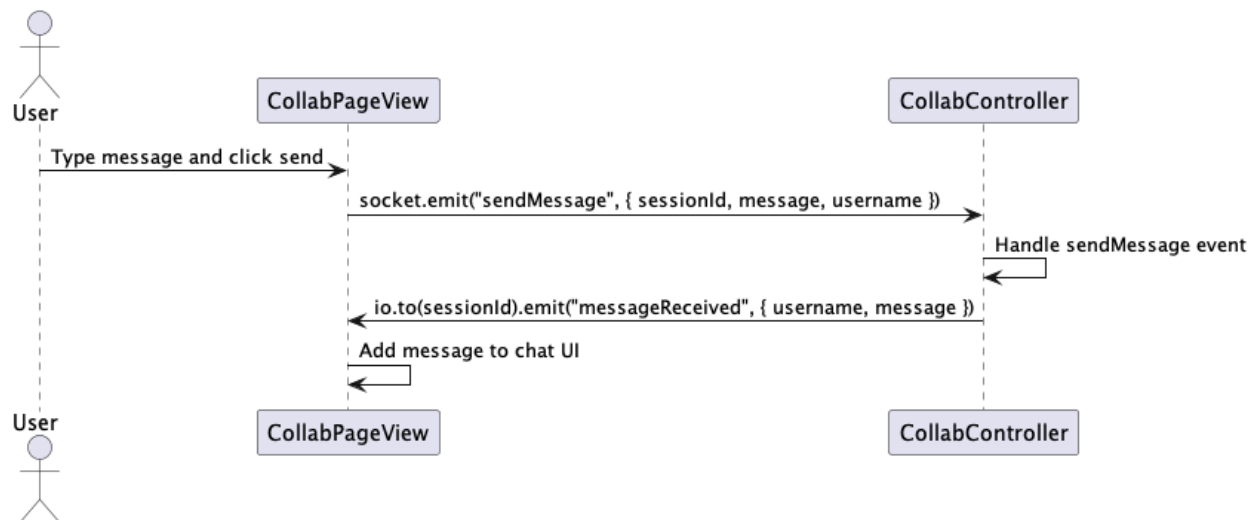 User
CollabPageView
CollabController
Type message and click send
socket.emit("sendMessage", { sessionId, message, username })
Handle sendMessage event
io.to(sessionId).emit("messageReceived", { username, message })
Add message to chat UI
User
CollabPageView
CollabController